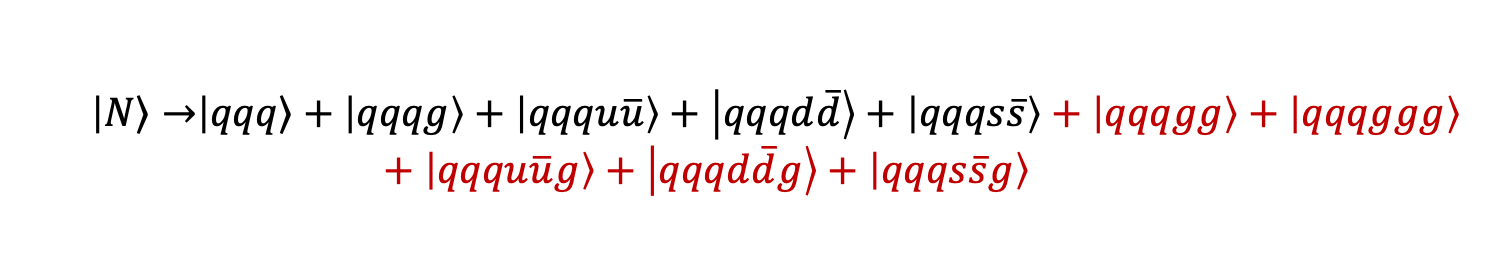 |N⟩ →|qqq⟩ + |qqqg⟩ + |qqquū⟩ + |qqqdd̄⟩ + |qqqss̄⟩ + |qqqgg⟩ + |qqqggg⟩
+ |qqquūg⟩ + |qqqdd̄g⟩ + |qqqss̄g⟩